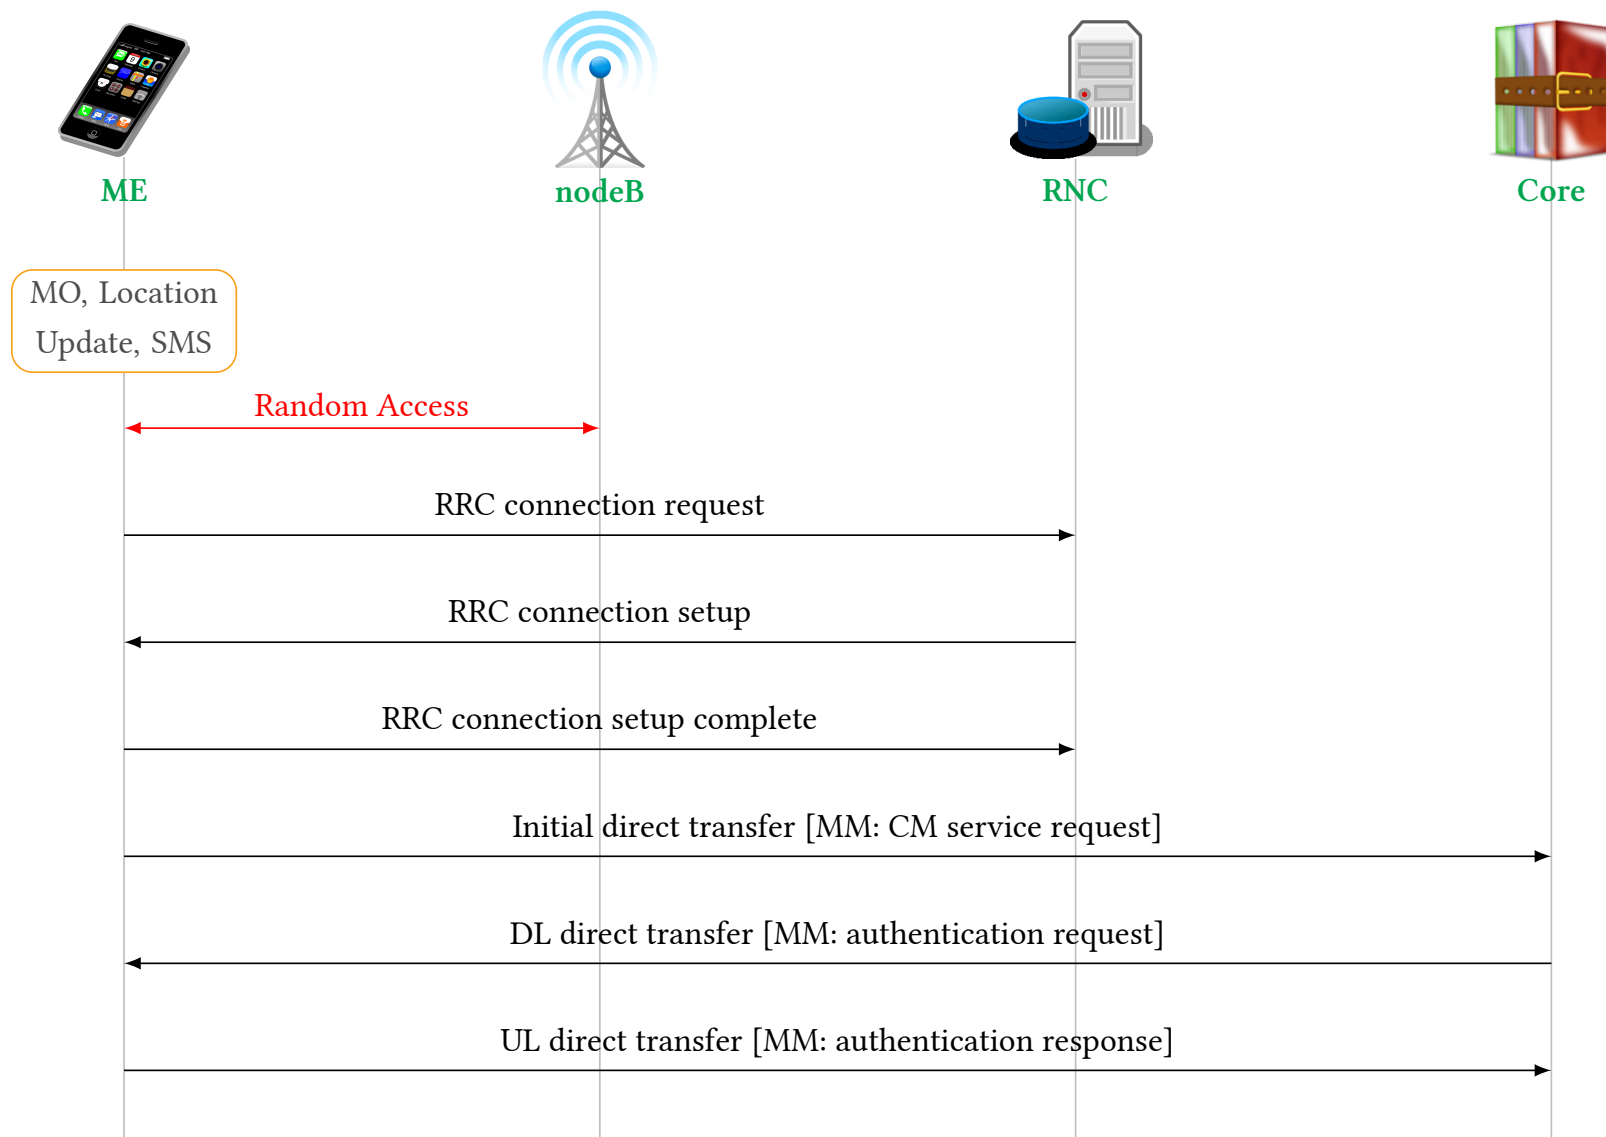 ME
nodeB
RNC
Core
MO, Location
Update, SMS
Random Access
RRC connection request
RRC connection setup
RRC connection setup complete
Initial direct transfer [MM: CM service request]
DL direct transfer [MM: authentication request]
UL direct transfer [MM: authentication response]